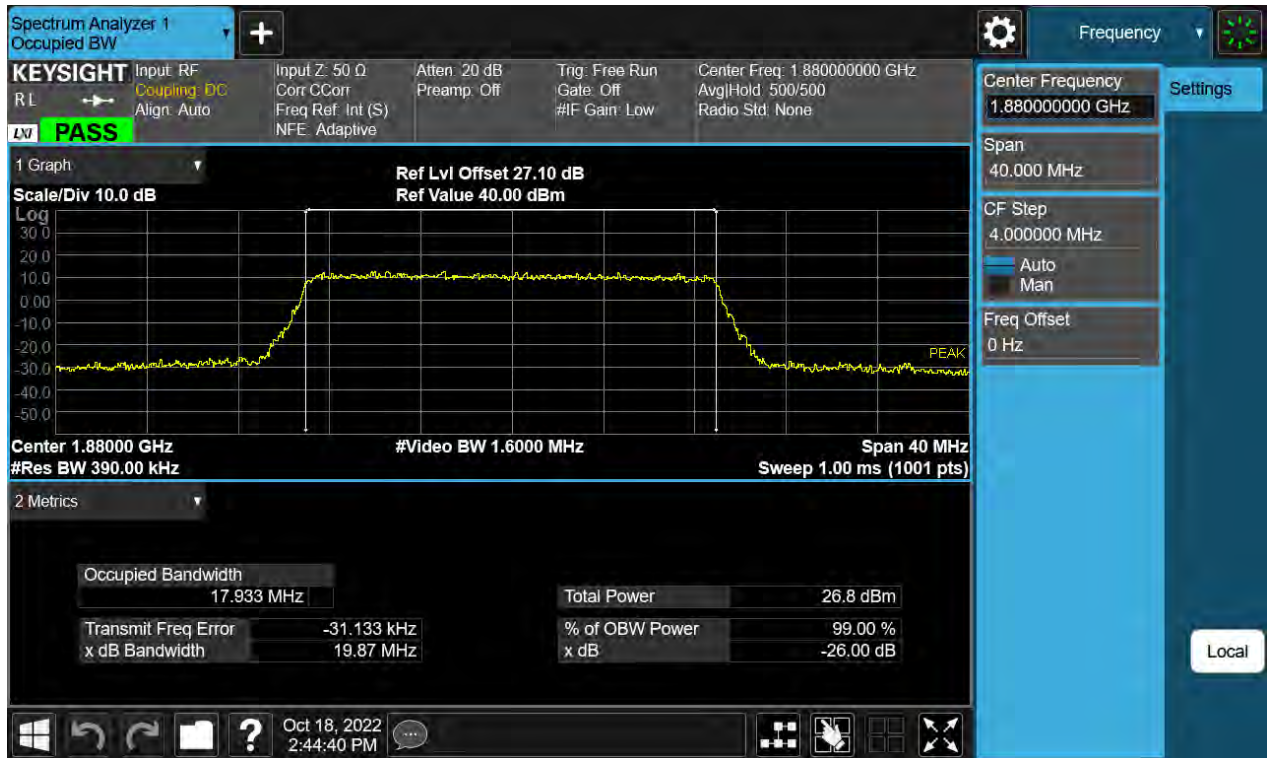 Spectrum Analyzer 1
Occupied BW
Frequency
KEYSIGHT
RL
LXI
PASS
Input: RF
Coupling: DC
Align: Auto
Input Z: 50 Ω
Corr CCorr
Freq Ref: Int (S)
NFE: Adaptive
Atten: 20 dB
Preamp: Off
Trig: Free Run
Gate: Off
#IF Gain: Low
Center Freq: 1.880000000 GHz
Avg|Hold: 500/500
Radio Std: None
Center Frequency
1.880000000 GHz
Settings
Span
40.000 MHz
CF Step
4.000000 MHz
Auto
Man
Freq Offset
0 Hz
1 Graph
Scale/Div 10.0 dB
Ref Lvl Offset 27.10 dB
Ref Value 40.00 dBm
Log
30.0
20.0
10.0
0.00
-10.0
-20.0
-30.0
-40.0
-50.0
PEAK
Center 1.88000 GHz
#Video BW 1.6000 MHz
Span 40 MHz
#Res BW 390.00 kHz
Sweep 1.00 ms (1001 pts)
2 Metrics
Occupied Bandwidth
17.933 MHz
Total Power 26.8 dBm
Transmit Freq Error -31.133 kHz
% of OBW Power 99.00 %
x dB Bandwidth 19.87 MHz
x dB -26.00 dB
Local
Oct 18, 2022
2:44:40 PM